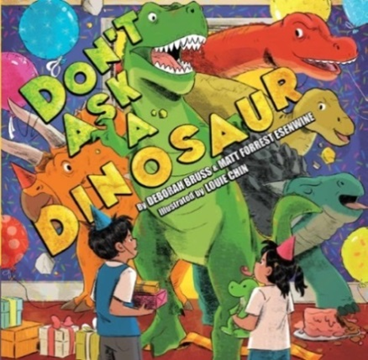 DON'T
ASK
A
DINOSAUR
By DEBORAH BRUSS & MATT FORREST ESENWINE
Illustrated by LOUIE CHIN